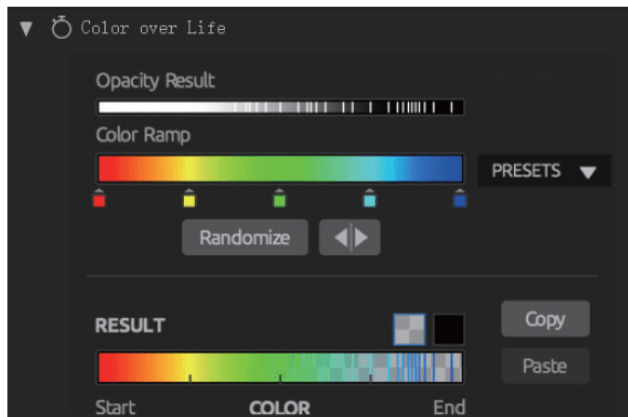 Color over Life
Opacity Result
Color Ramp
PRESETS
Randomize
RESULT
Copy
Paste
Start COLOR End